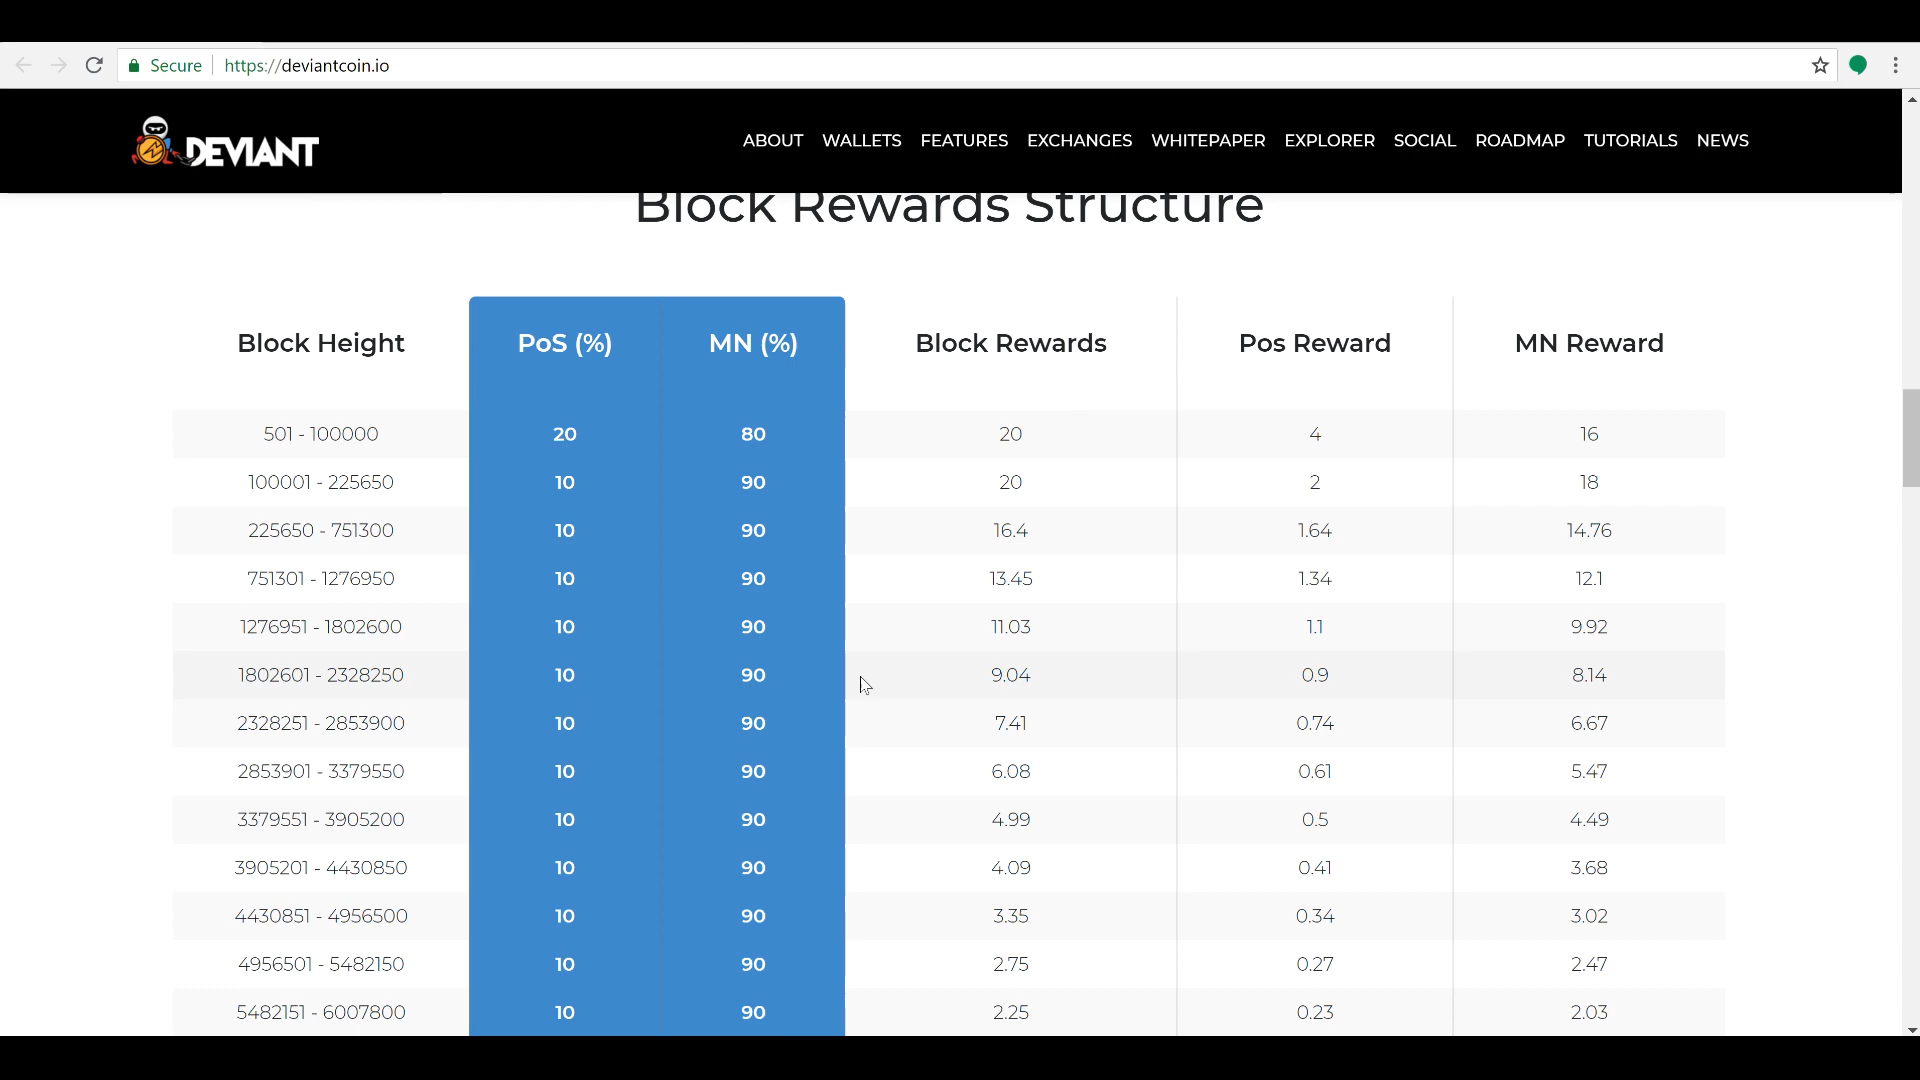 Secure https://deviantcoin.io
DEVIANT
ABOUT WALLETS FEATURES EXCHANGES WHITEPAPER EXPLORER SOCIAL ROADMAP TUTORIALS NEWS
Block Rewards Structure
Block Height PoS (%) MN (%) Block Rewards Pos Reward MN Reward
501 - 100000 20 80 20 4 16
100001 - 225650 10 90 20 2 18
225650 - 751300 10 90 16.4 1.64 14.76
751301 - 1276950 10 90 13.45 1.34 12.1
1276951 - 1802600 10 90 11.03 1.1 9.92
1802601 - 2328250 10 90 9.04 0.9 8.14
2328251 - 2853900 10 90 7.41 0.74 6.67
2853901 - 3379550 10 90 6.08 0.61 5.47
3379551 - 3905200 10 90 4.99 0.5 4.49
3905201 - 4430850 10 90 4.09 0.41 3.68
4430851 - 4956500 10 90 3.35 0.34 3.02
4956501 - 5482150 10 90 2.75 0.27 2.47
5482151 - 6007800 10 90 2.25 0.23 2.03